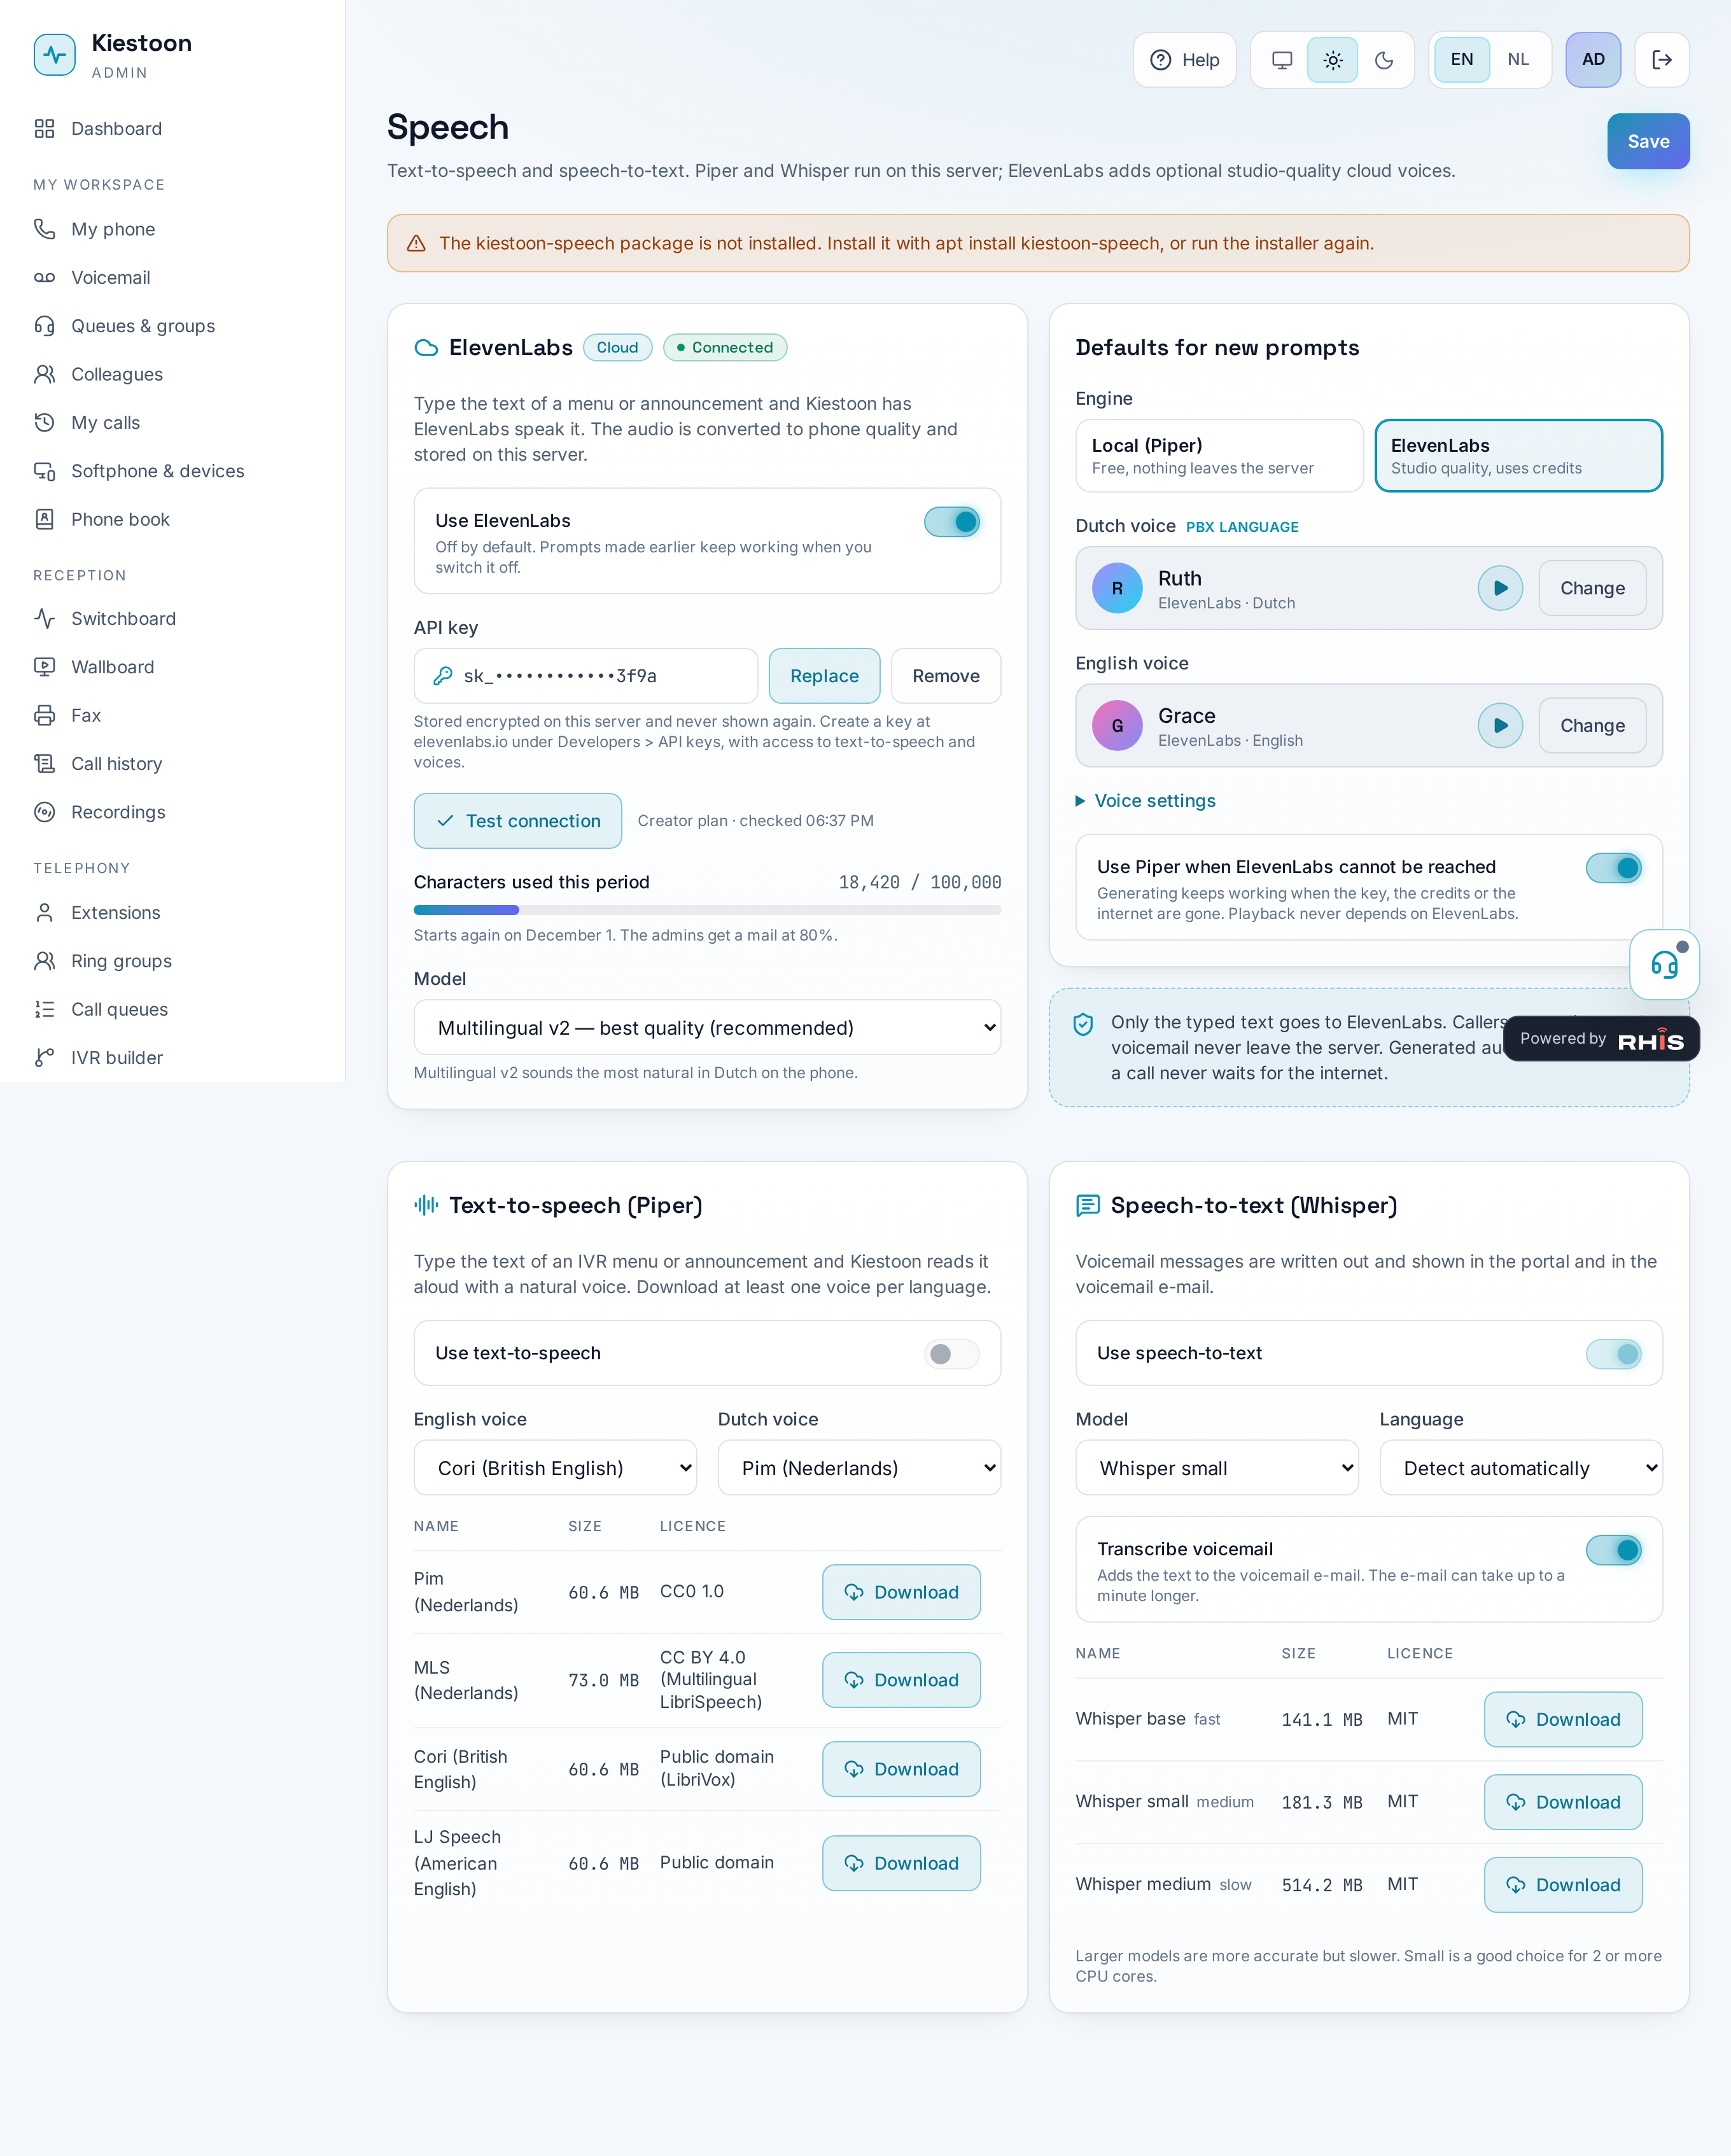 Kiestoon
ADMIN
Dashboard
MY WORKSPACE
My phone
Voicemail
Queues & groups
Colleagues
My calls
Softphone & devices
Phone book
RECEPTION
Switchboard
Wallboard
Fax
Call history
Recordings
TELEPHONY
Extensions
Ring groups
Call queues
IVR builder
Help
EN
NL
AD
Speech
Save
Text-to-speech and speech-to-text. Piper and Whisper run on this server; ElevenLabs adds optional studio-quality cloud voices.
The kiestoon-speech package is not installed. Install it with apt install kiestoon-speech, or run the installer again.
ElevenLabs
Cloud
Connected
Type the text of a menu or announcement and Kiestoon has
ElevenLabs speak it. The audio is converted to phone quality and
stored on this server.
Use ElevenLabs
Off by default. Prompts made earlier keep working when you
switch it off.
API key
sk_••••••••••••3f9a
Replace
Remove
Stored encrypted on this server and never shown again. Create a key at
elevenlabs.io under Developers > API keys, with access to text-to-speech and
voices.
Test connection
Creator plan · checked 06:37 PM
Characters used this period
18,420 / 100,000
Starts again on December 1. The admins get a mail at 80%.
Model
Multilingual v2 — best quality (recommended)
Multilingual v2 sounds the most natural in Dutch on the phone.
Defaults for new prompts
Engine
Local (Piper)
Free, nothing leaves the server
ElevenLabs
Studio quality, uses credits
Dutch voice PBX LANGUAGE
R
Ruth
ElevenLabs · Dutch
Change
English voice
G
Grace
ElevenLabs · English
Change
Voice settings
Use Piper when ElevenLabs cannot be reached
Generating keeps working when the key, the credits or the
internet are gone. Playback never depends on ElevenLabs.
Only the typed text goes to ElevenLabs. Callers
voicemail never leave the server. Generated
a call never waits for the internet.
Powered by RHIS
Text-to-speech (Piper)
Type the text of an IVR menu or announcement and Kiestoon reads it
aloud with a natural voice. Download at least one voice per language.
Use text-to-speech
English voice
Dutch voice
Cori (British English)
Pim (Nederlands)
NAME SIZE LICENCE
Pim
(Nederlands)
60.6 MB
CC0 1.0
Download
MLS
(Nederlands)
73.0 MB
CC BY 4.0
(Multilingual
LibriSpeech)
Download
Cori (British
English)
60.6 MB
Public domain
(LibriVox)
Download
LJ Speech
(American
English)
60.6 MB
Public domain
Download
Speech-to-text (Whisper)
Voicemail messages are written out and shown in the portal and in the
voicemail e-mail.
Use speech-to-text
Model
Language
Whisper small
Detect automatically
Transcribe voicemail
Adds the text to the voicemail e-mail. The e-mail can take up to a
minute longer.
NAME SIZE LICENCE
Whisper base fast 141.1 MB MIT Download
Whisper small medium 181.3 MB MIT Download
Whisper medium slow 514.2 MB MIT Download
Larger models are more accurate but slower. Small is a good choice for 2 or more
CPU cores.